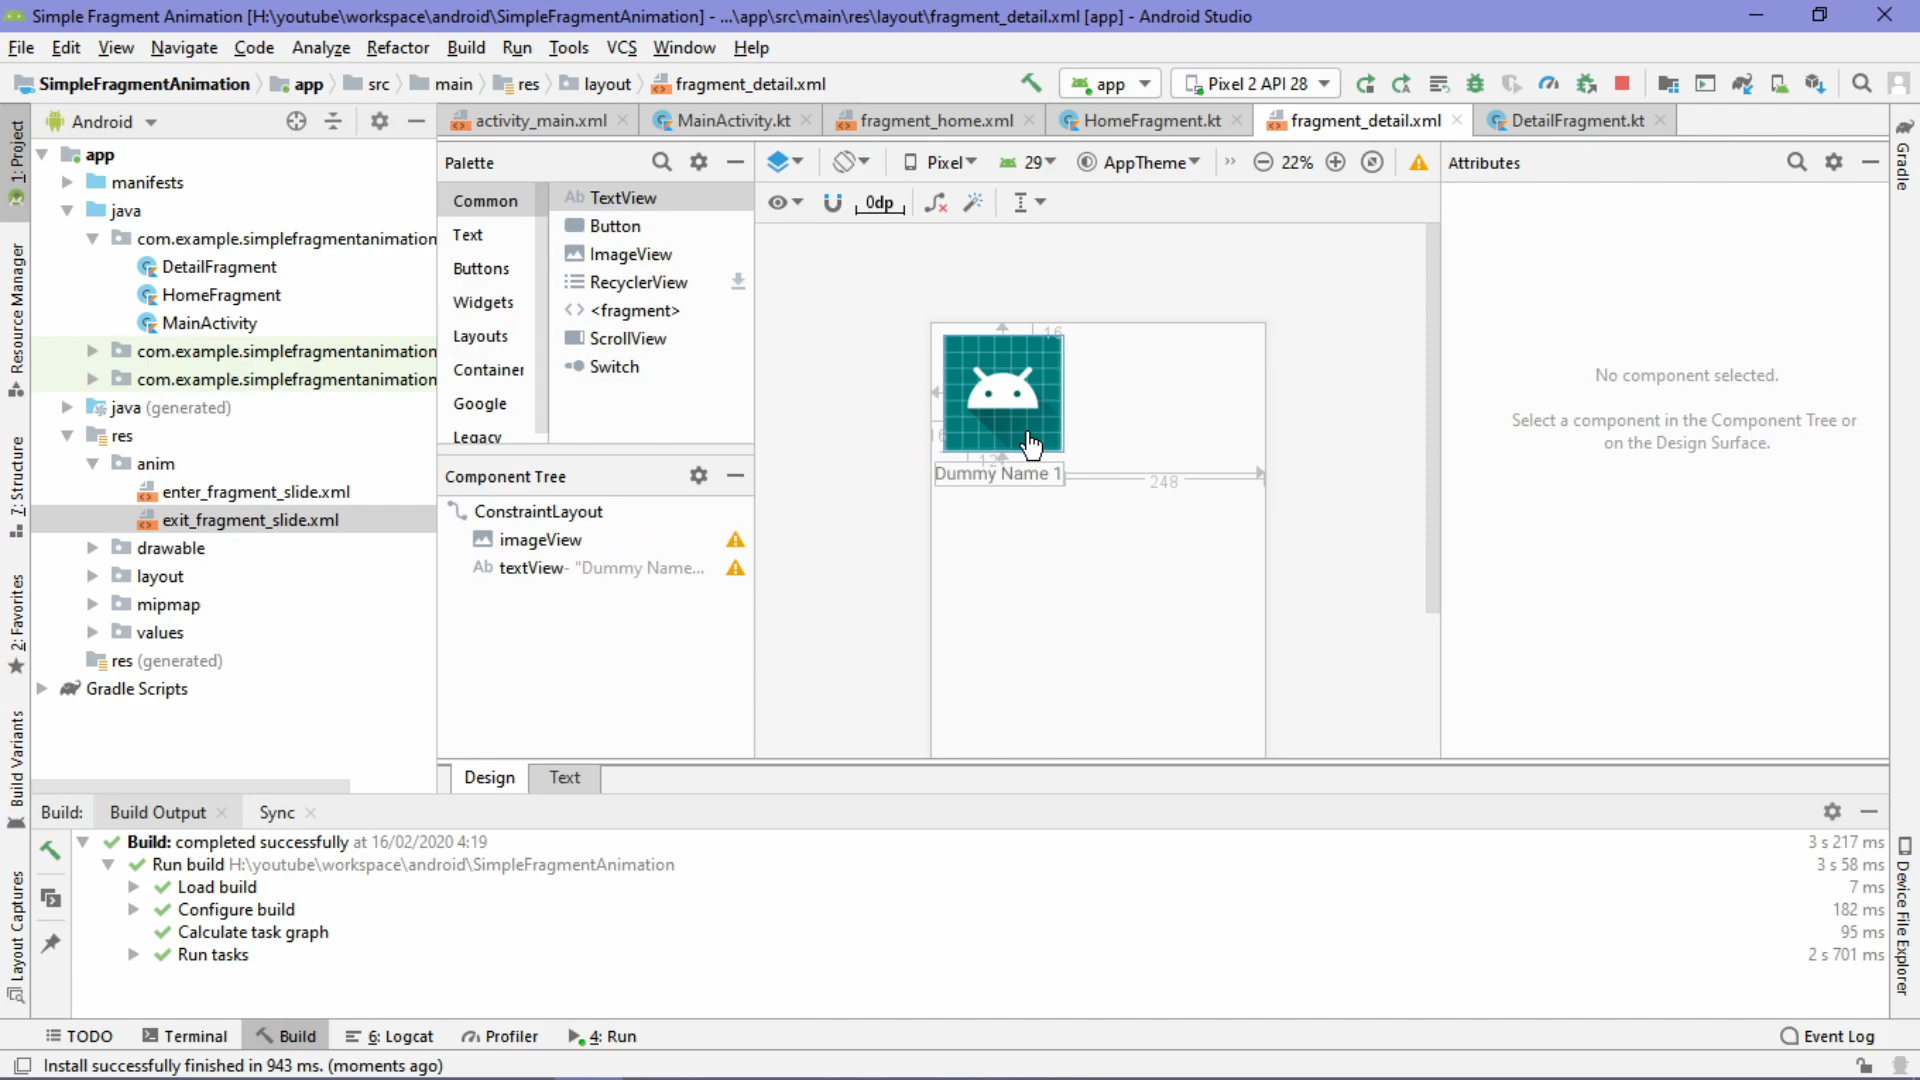 Simple Fragment Animation [H:\youtube\workspace\android\SimpleFragmentAnimation] - ...\app\src\main\res\layout\fragment_detail.xml [app] - Android Studio
File Edit View Navigate Code Analyze Refactor Build Run Tools VCS Window Help
SimpleFragmentAnimation app src main res layout fragment_detail.xml app Pixel 2 API 28
1: Project
Resource Manager
7: Structure
2: Favorites
Build Variants
Layout Captures
Android
app
manifests
java
com.example.simplefragmentanimation
DetailFragment
HomeFragment
MainActivity
com.example.simplefragmentanimation
com.example.simplefragmentanimation
java (generated)
res
anim
enter_fragment_slide.xml
exit_fragment_slide.xml
drawable
layout
mipmap
values
res (generated)
Gradle Scripts
activity_main.xml MainActivity.kt fragment_home.xml HomeFragment.kt fragment_detail.xml DetailFragment.kt
Palette
Common
Text
Buttons
Widgets
Layouts
Container
Google
Legacy
Ab TextView
Button
ImageView
RecyclerView
<fragment>
ScrollView
Switch
Component Tree
ConstraintLayout
imageView
Ab textView- "Dummy Name...
Pixel 29 AppTheme 22%
0dp
16
Dummy Name 1
248
Attributes
No component selected.
Select a component in the Component Tree or
on the Design Surface.
Gradle
Device File Explorer
Design Text
Build: Build Output Sync
Build: completed successfully at 16/02/2020 4:19 3 s 217 ms
Run build H:\youtube\workspace\android\SimpleFragmentAnimation 3 s 58 ms
Load build 7 ms
Configure build 182 ms
Calculate task graph 95 ms
Run tasks 2 s 701 ms
TODO Terminal Build 6: Logcat Profiler 4: Run Event Log
Install successfully finished in 943 ms. (moments ago)